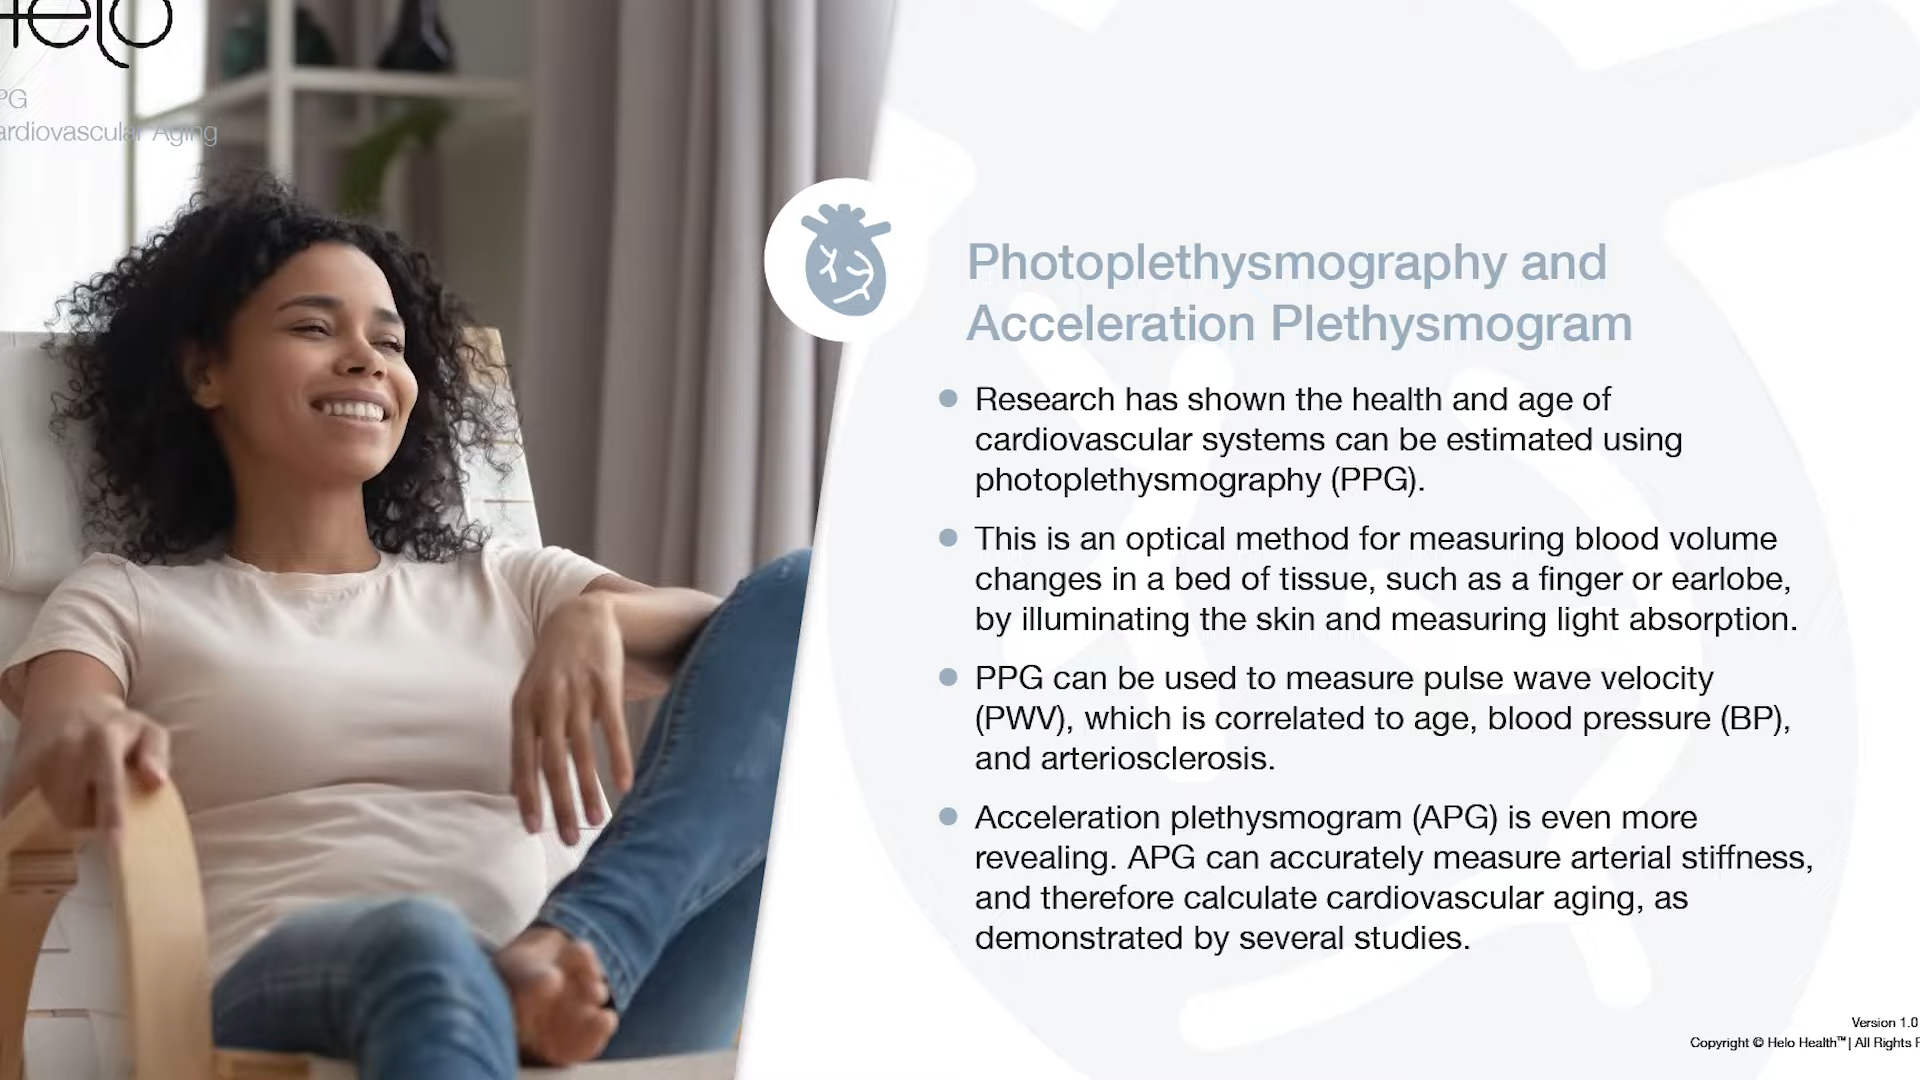 Helo
PG
ardiovascular Aging
Photoplethysmography and
Acceleration Plethysmogram
Research has shown the health and age of
cardiovascular systems can be estimated using
photoplethysmography (PPG).
This is an optical method for measuring blood volume
changes in a bed of tissue, such as a finger or earlobe,
by illuminating the skin and measuring light absorption.
PPG can be used to measure pulse wave velocity
(PWV), which is correlated to age, blood pressure (BP),
and arteriosclerosis.
Acceleration plethysmogram (APG) is even more
revealing. APG can accurately measure arterial stiffness,
and therefore calculate cardiovascular aging, as
demonstrated by several studies.
Version 1.0
Copyright © Helo Health™ | All Rights